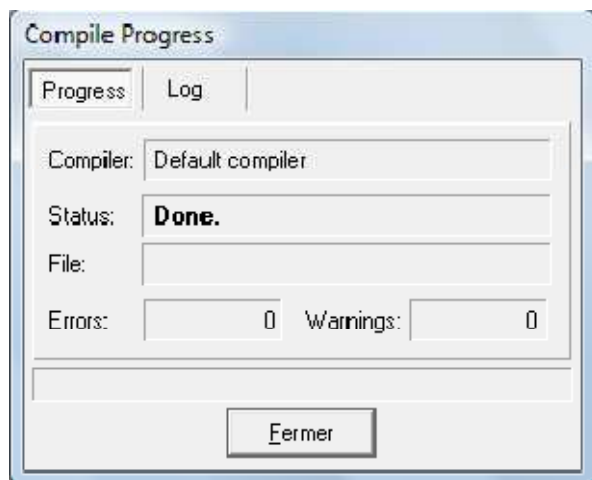 Compile Progress
Progress Log
Compiler: Default compiler
Status: Done.
File:
Errors: 0 Warnings: 0
Fermer